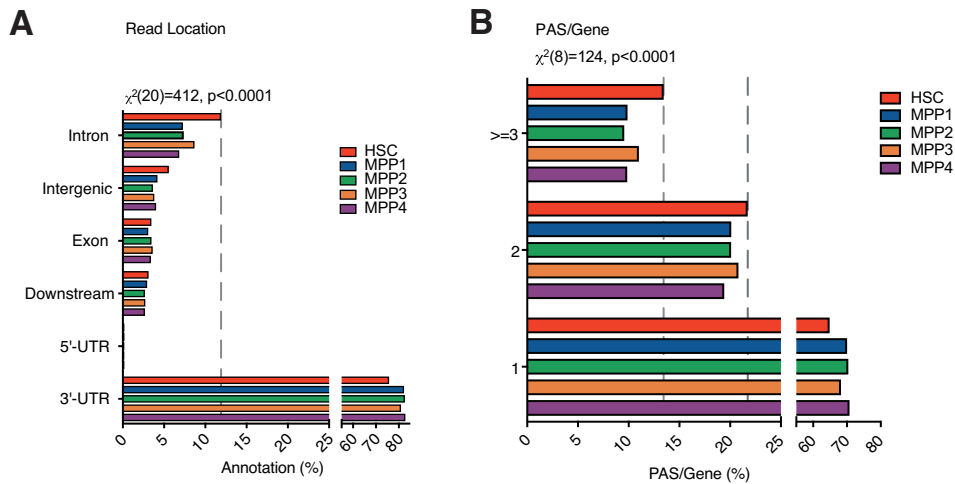 A
Read Location
χ²(20)=412, p<0.0001
Intron
Intergenic
Exon
Downstream
5'-UTR
3'-UTR
HSC
MPP1
MPP2
MPP3
MPP4
0 5 10 15 20 25 60 70 80
Annotation (%)
B
PAS/Gene
χ²(8)=124, p<0.0001
>=3
2
1
HSC
MPP1
MPP2
MPP3
MPP4
0 5 10 15 20 25 60 70 80
PAS/Gene (%)